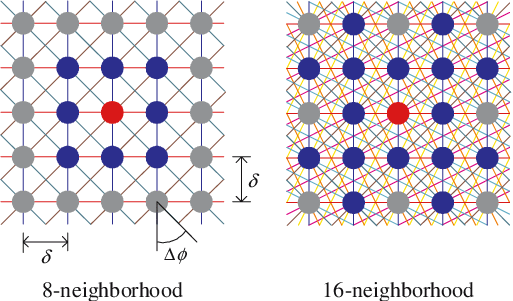 δ
δ
Δϕ
8-neighborhood
16-neighborhood